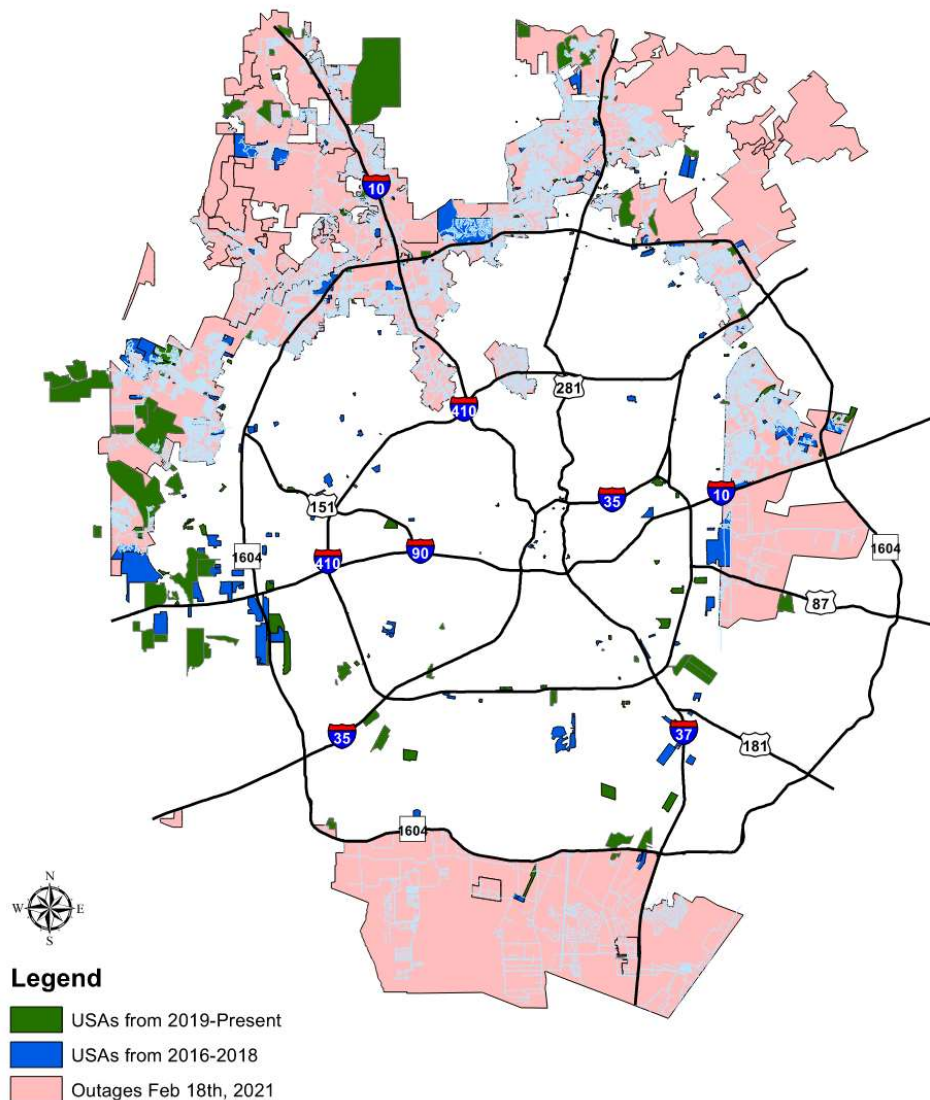 10
281
410
151
35
10
1604
410
90
1604
87
35
37
181
1604
N
W E
S
Legend
USAs from 2019-Present
USAs from 2016-2018
Outages Feb 18th, 2021